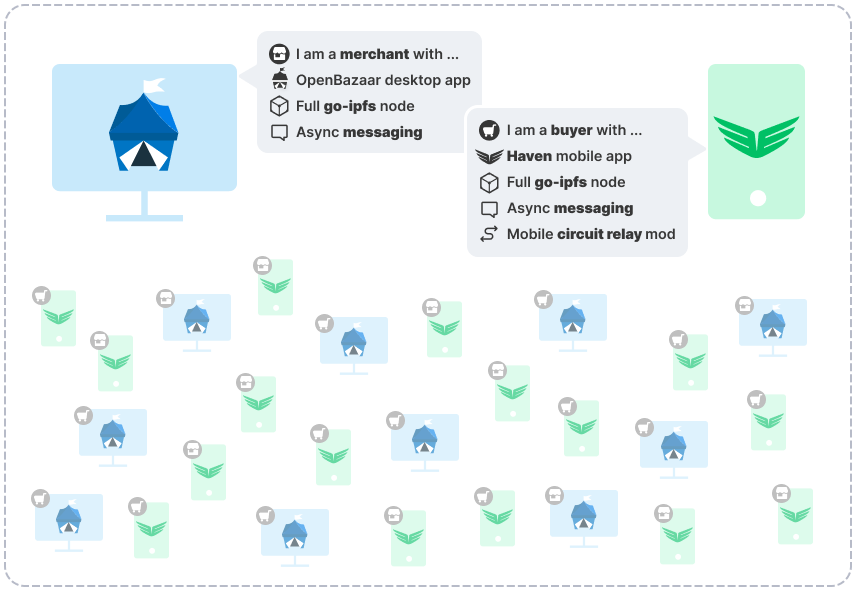 I am a merchant with ...
OpenBazaar desktop app
Full go-ipfs node
Async messaging
I am a buyer with ...
Haven mobile app
Full go-ipfs node
Async messaging
Mobile circuit relay mod